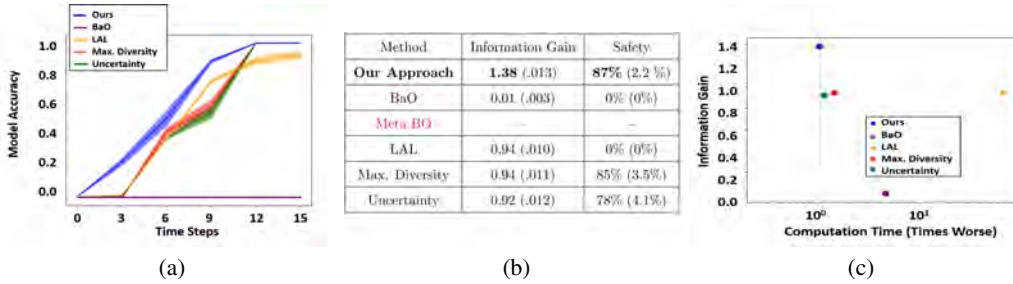 Ours
BaO
LAL
Max. Diversity
Uncertainty
1.0
0.8
0.6
0.4
0.2
0.0
Model Accuracy
0 3 6 9 12 15
Time Steps
(a)
Method Information Gain Safety
Our Approach 1.38 (.013) 87% (2.2 %)
BaO 0.01 (.003) 0% (0%)
Meta BO – –
LAL 0.94 (.010) 0% (0%)
Max. Diversity 0.94 (.011) 85% (3.5%)
Uncertainty 0.92 (.012) 78% (4.1%)
(b)
1.4
1.2
1.0
0.8
0.6
0.4
0.2
0.0
Information Gain
Ours
BaO
LAL
Max. Diversity
Uncertainty
10⁰ 10¹
Computation Time (Times Worse)
(c)